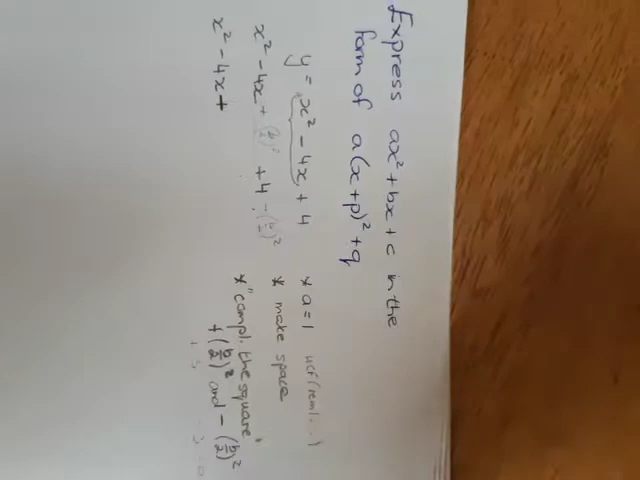 Express ax² + bx + c in the
form of a(x+p)² + q
y = x² - 4x + 4 * a = 1 HCF
x² - 4x + (b/2)² + 4 - (b/2)² * make space
x² - 4x + * "compl. the square"
+ (b/2)² and - (b/2)²